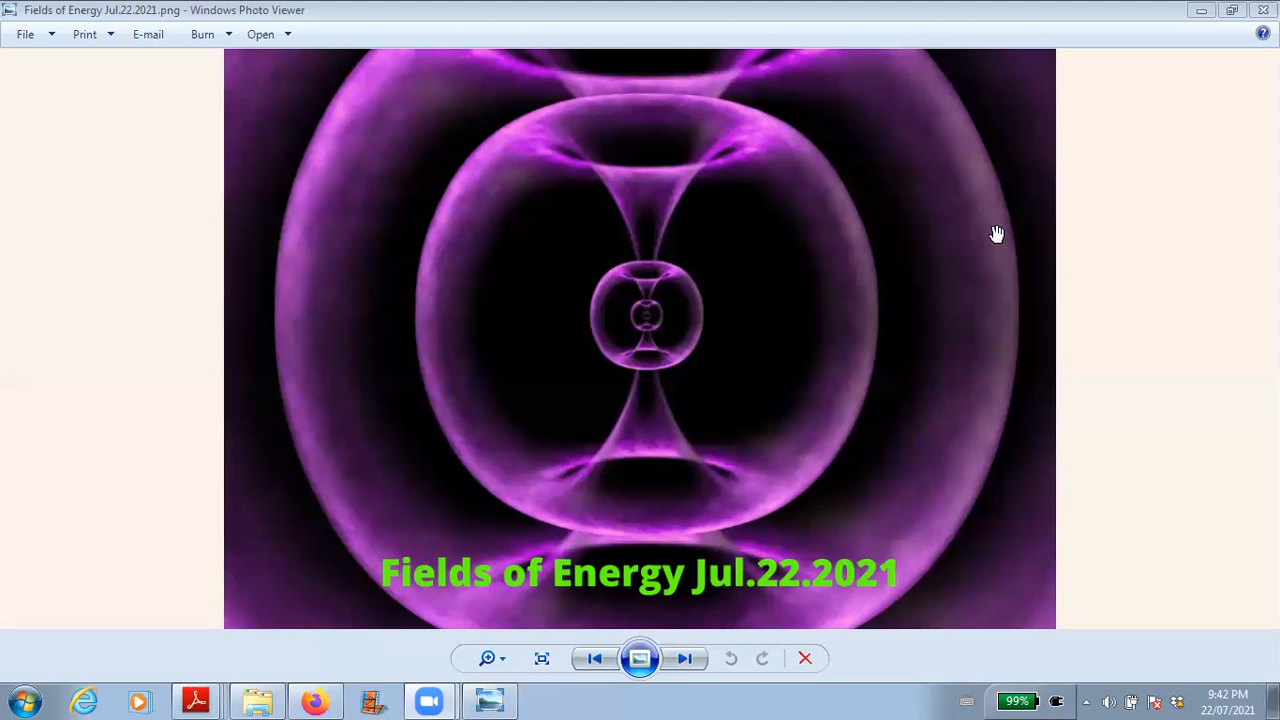 Fields of Energy Jul.22.2021.png - Windows Photo Viewer
File Print E-mail Burn Open
Fields of Energy Jul.22.2021
99%
9:42 PM
22/07/2021